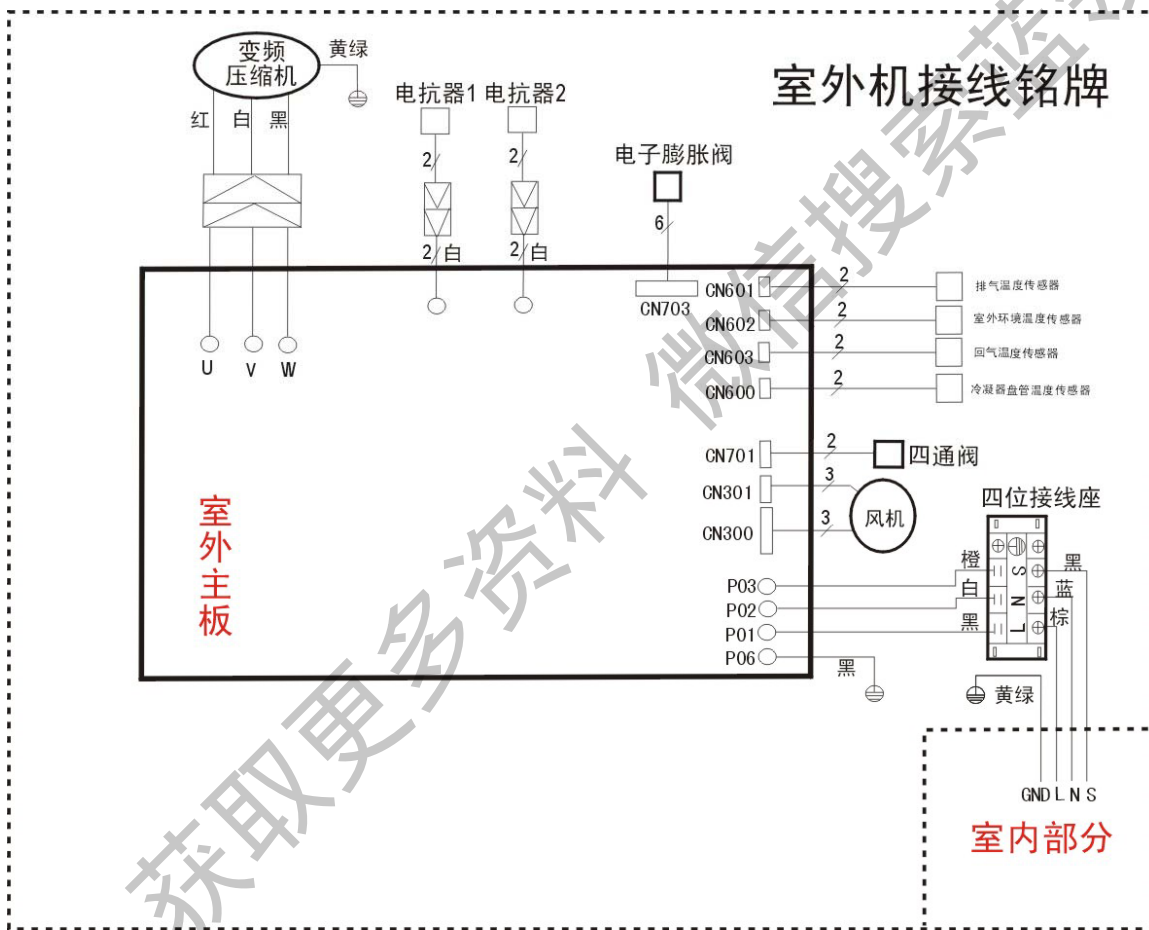 室外机接线铭牌
变频
压缩机
黄绿
红 白 黑
电抗器1 电抗器2
2 2
2 白 2 白
电子膨胀阀
6
CN703
U V W
CN601 2 排气温度传感器
CN602 2 室外环境温度传感器
CN603 2 回气温度传感器
CN600 2 冷凝器盘管温度传感器
CN701 2 四通阀
CN301 3
风机
CN300 3
室外主板
四位接线座
P03 橙 S 黑
P02 白 N 蓝
P01 黑 L 棕
P06 黑
黄绿
GND L N S
室内部分
获取更多资料 微信搜索蓝